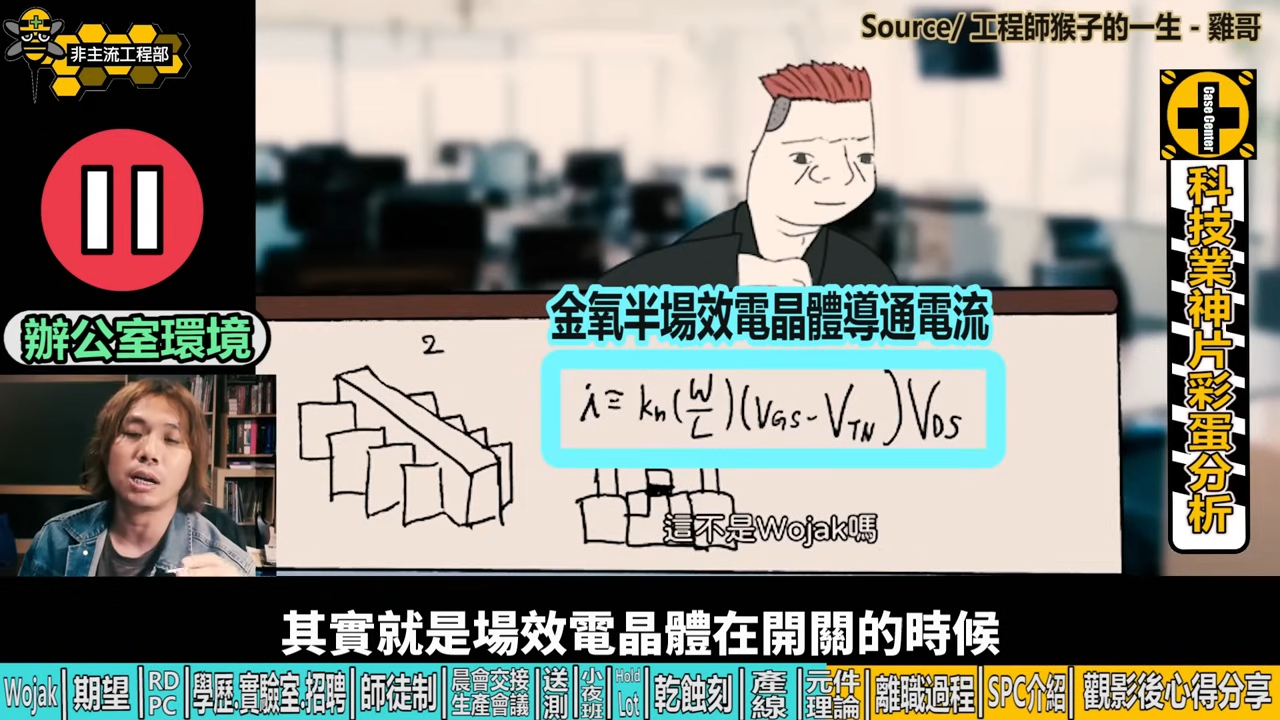 非主流工程部
Source/ 工程師猴子的一生 - 雞哥
Case Center
科技業神片彩蛋分析
辦公室環境
金氧半場效電晶體導通電流
2
i = kn(W/L)(VGS - VTN)VDS
這不是Wojak嗎
其實就是場效電晶體在開關的時候
Wojak|期望|RD PC|學歷.實驗室.招聘|師徒制|晨會交接 生產會議|送測|小夜班|Hold Lot|乾蝕刻|產線|元件理論|離職過程|SPC介紹|觀影後心得分享